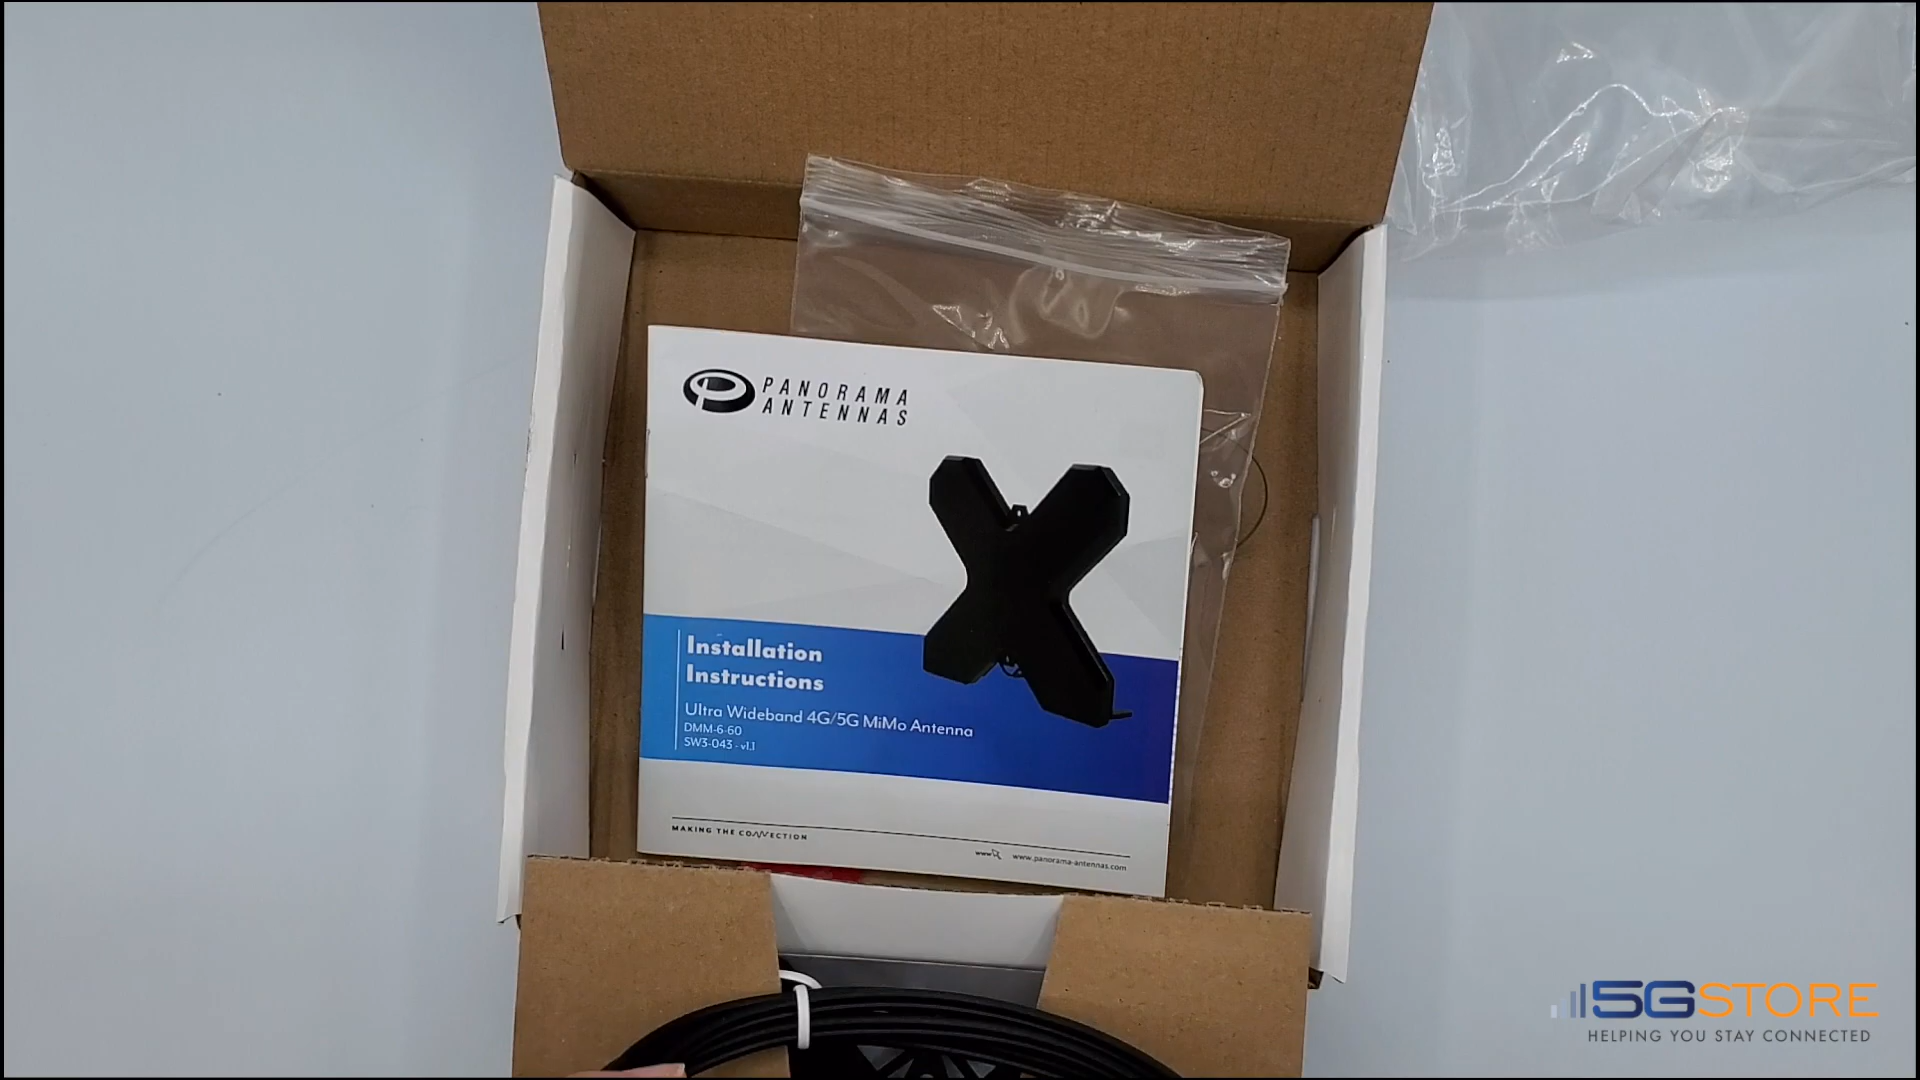 PANORAMA
ANTENNAS
Installation
Instructions
Ultra Wideband 4G/5G MiMo Antenna
DMM-6-60
SW3-043 - v1.1
MAKING THE CONNECTION
www
www.panorama-antennas.com
5GSTORE
HELPING YOU STAY CONNECTED